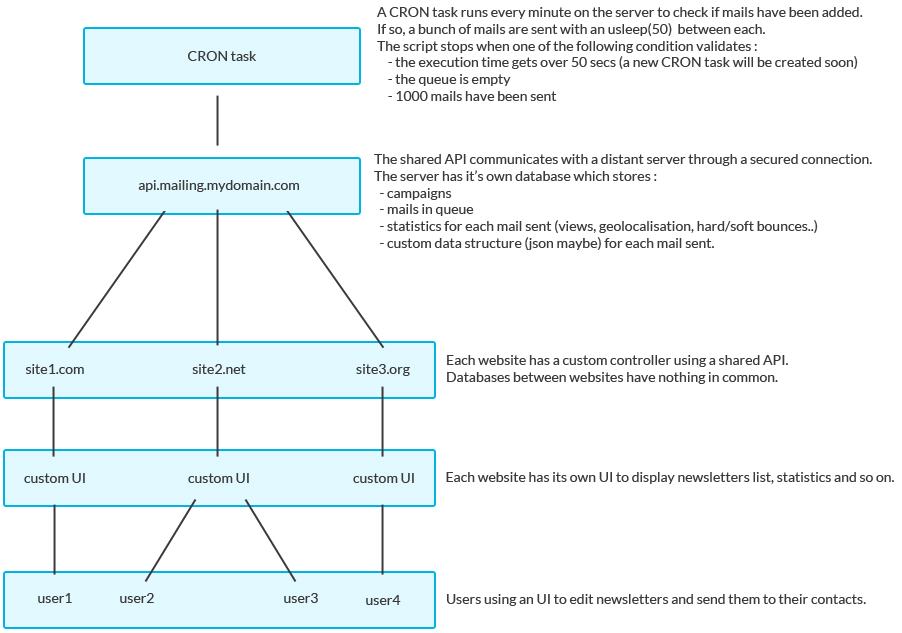 A CRON task runs every minute on the server to check if mails have been added.
If so, a bunch of mails are sent with an usleep(50) between each.
The script stops when one of the following condition validates :
- the execution time gets over 50 secs (a new CRON task will be created soon)
- the queue is empty
- 1000 mails have been sent
CRON task
The shared API communicates with a distant server through a secured connection.
The server has it's own database which stores :
- campaigns
- mails in queue
- statistics for each mail sent (views, geolocalisation, hard/soft bounces..)
- custom data structure (json maybe) for each mail sent.
api.mailing.mydomain.com
site1.com site2.net site3.org
Each website has a custom controller using a shared API.
Databases between websites have nothing in common.
custom UI custom UI custom UI
Each website has its own UI to display newsletters list, statistics and so on.
user1 user2 user3 user4
Users using an UI to edit newsletters and send them to their contacts.